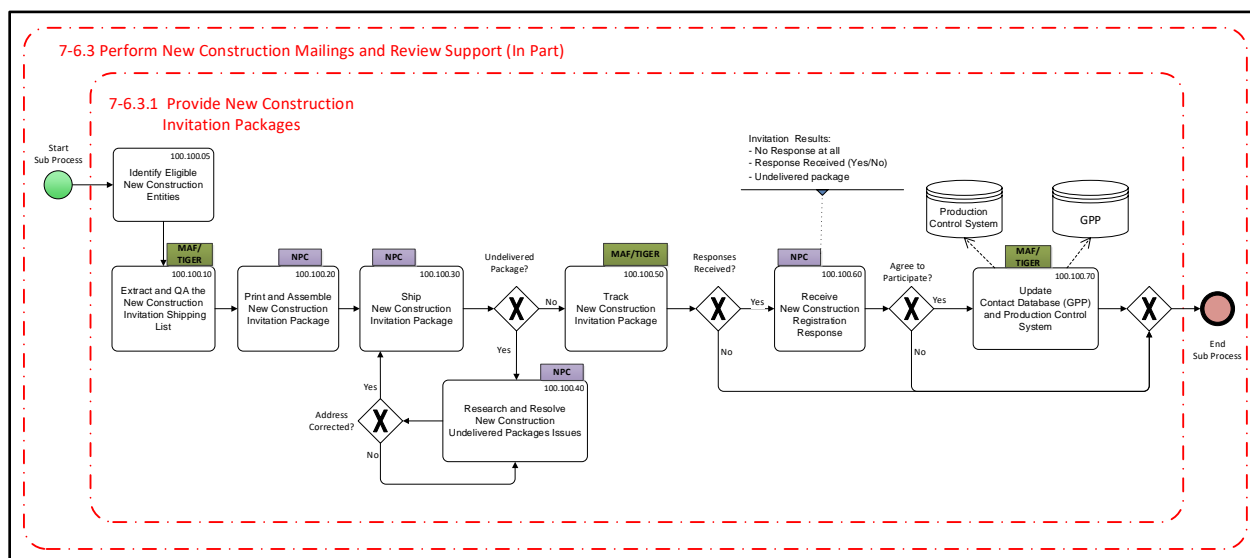 7-6.3 Perform New Construction Mailings and Review Support (In Part)
7-6.3.1 Provide New Construction
Invitation Packages
Start
Sub Process
100.100.05
Identify Eligible
New Construction
Entities
MAF/
TIGER
100.100.10
Extract and QA the
New Construction
Invitation Shipping
List
NPC
100.100.20
Print and Assemble
New Construction
Invitation Package
NPC
100.100.30
Ship
New Construction
Invitation Package
Undelivered
Package?
X
No
Yes
NPC
100.100.40
Research and Resolve
New Construction
Undelivered Packages Issues
Address
Corrected?
X
Yes
No
MAF/TIGER
100.100.50
Track
New Construction
Invitation Package
Responses
Received?
X
Yes
No
Invitation Results:
- No Response at all
- Response Received (Yes/No)
- Undelivered package
NPC
100.100.60
Receive
New Construction
Registration
Response
Agree to
Participate?
X
Yes
No
Production
Control System
GPP
MAF/
TIGER
100.100.70
Update
Contact Database (GPP)
and Production Control
System
X
End
Sub Process